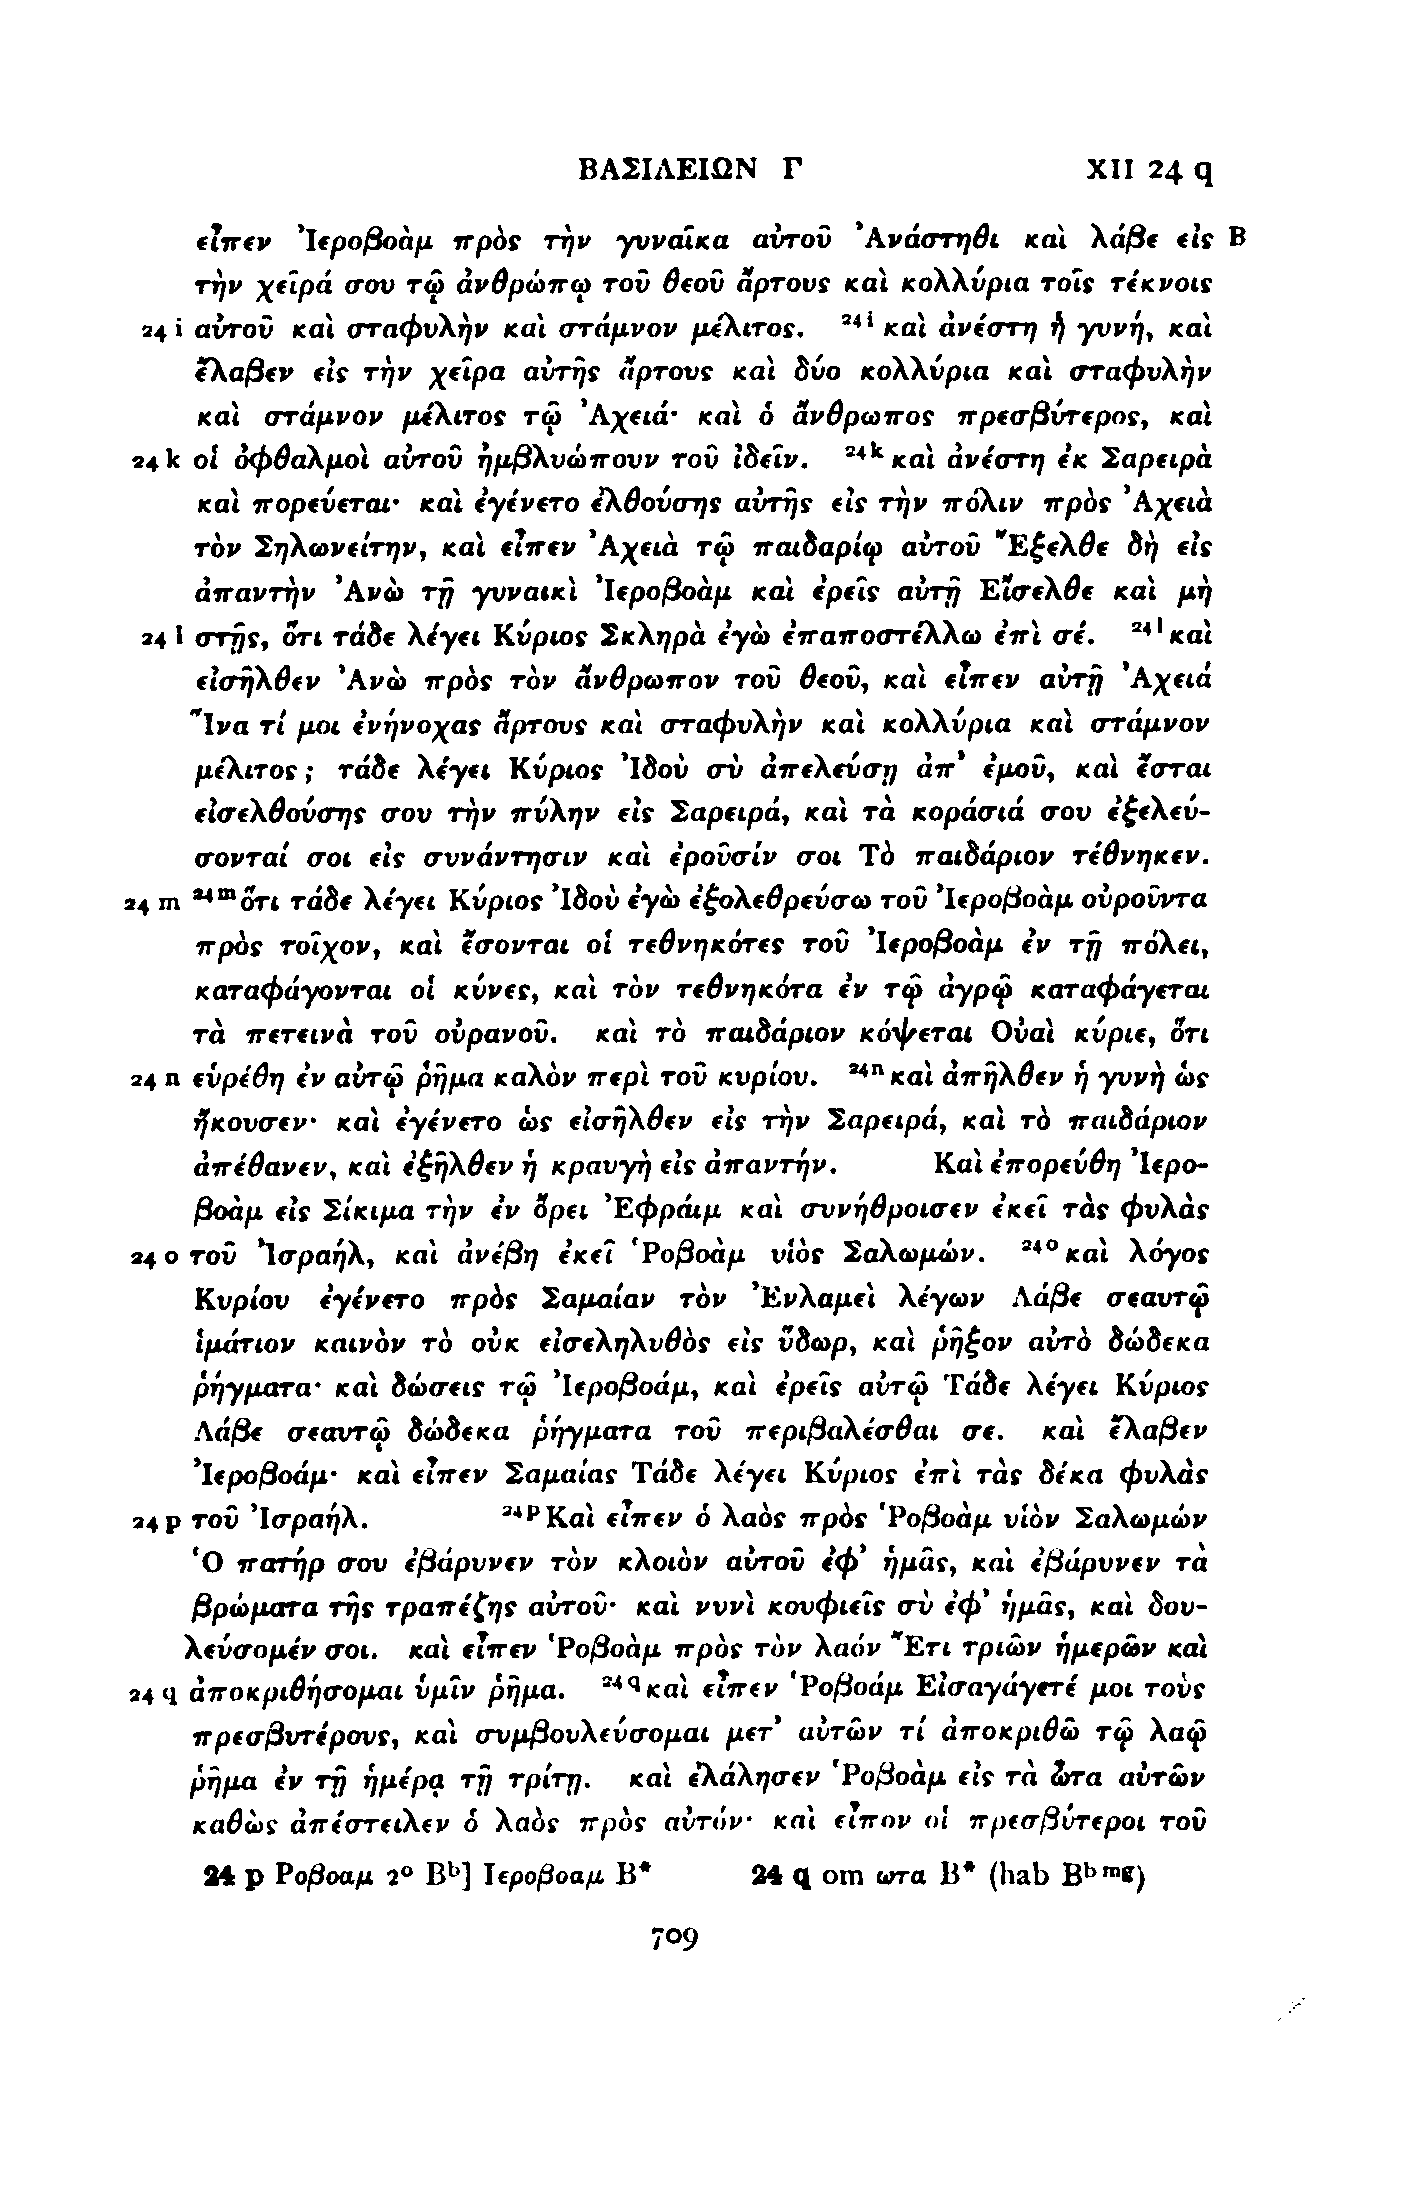 ΒΑΣΙΛΕΙΩΝ Γ XII 24 q
εἶπεν Ἰεροβοὰμ πρὸς τὴν γυναῖκα αὐτοῦ Ἀνάστηθι καὶ λάβε εἰς B
τὴν χεῖρά σου τῷ ἀνθρώπῳ τοῦ θεοῦ ἄρτους καὶ κολλύρια τοῖς τέκνοις
24 i αὐτοῦ καὶ σταφυλὴν καὶ στάμνον μέλιτος. ²⁴ⁱ καὶ ἀνέστη ἡ γυνή, καὶ
ἔλαβεν εἰς τὴν χεῖρα αὐτῆς ἄρτους καὶ δύο κολλύρια καὶ σταφυλὴν
καὶ στάμνον μέλιτος τῷ Ἀχειά· καὶ ὁ ἄνθρωπος πρεσβύτερος, καὶ
24 k οἱ ὀφθαλμοὶ αὐτοῦ ἠμβλυώπουν τοῦ ἰδεῖν. ²⁴ᵏ καὶ ἀνέστη ἐκ Σαρειρὰ
καὶ πορεύεται· καὶ ἐγένετο ἐλθούσης αὐτῆς εἰς τὴν πόλιν πρὸς Ἀχειὰ
τὸν Σηλωνείτην, καὶ εἶπεν Ἀχειὰ τῷ παιδαρίῳ αὐτοῦ Ἔξελθε δὴ εἰς
ἀπαντὴν Ἀνὼ τῇ γυναικὶ Ἰεροβοὰμ καὶ ἐρεῖς αὐτῇ Εἴσελθε καὶ μὴ
24 l στῇς, ὅτι τάδε λέγει Κύριος Σκληρὰ ἐγὼ ἐπαποστέλλω ἐπὶ σέ. ²⁴ˡ καὶ
εἰσῆλθεν Ἀνὼ πρὸς τὸν ἄνθρωπον τοῦ θεοῦ, καὶ εἶπεν αὐτῇ Ἀχειά
Ἵνα τί μοι ἐνήνοχας ἄρτους καὶ σταφυλὴν καὶ κολλύρια καὶ στάμνον
μέλιτος; τάδε λέγει Κύριος Ἰδοὺ σὺ ἀπελεύσῃ ἀπ᾽ ἐμοῦ, καὶ ἔσται
εἰσελθούσης σου τὴν πύλην εἰς Σαρειρά, καὶ τὰ κοράσιά σου ἐξελεύ-
σονταί σοι εἰς συνάντησιν καὶ ἐροῦσίν σοι Τὸ παιδάριον τέθνηκεν.
24 m ²⁴ᵐ ὅτι τάδε λέγει Κύριος Ἰδοὺ ἐγὼ ἐξολεθρεύσω τοῦ Ἰεροβοὰμ οὐροῦντα
πρὸς τοῖχον, καὶ ἔσονται οἱ τεθνηκότες τοῦ Ἰεροβοὰμ ἐν τῇ πόλει,
καταφάγονται οἱ κύνες, καὶ τὸν τεθνηκότα ἐν τῷ ἀγρῷ καταφάγεται
τὰ πετεινὰ τοῦ οὐρανοῦ. καὶ τὸ παιδάριον κόψεται Οὐαὶ κύριε, ὅτι
24 n εὑρέθη ἐν αὐτῷ ῥῆμα καλὸν περὶ τοῦ κυρίου. ²⁴ⁿ καὶ ἀπῆλθεν ἡ γυνὴ ὡς
ἤκουσεν· καὶ ἐγένετο ὡς εἰσῆλθεν εἰς τὴν Σαρειρά, καὶ τὸ παιδάριον
ἀπέθανεν, καὶ ἐξῆλθεν ἡ κραυγὴ εἰς ἀπαντήν. Καὶ ἐπορεύθη Ἰερο-
βοὰμ εἰς Σίκιμα τὴν ἐν ὄρει Ἐφράιμ καὶ συνήθροισεν ἐκεῖ τὰς φυλὰς
24 o τοῦ Ἰσραήλ, καὶ ἀνέβη ἐκεῖ Ῥοβοὰμ υἱὸς Σαλωμών. ²⁴ᵒ καὶ λόγος
Κυρίου ἐγένετο πρὸς Σαμαίαν τὸν Ἐνλαμεὶ λέγων Λάβε σεαυτῷ
ἱμάτιον καινὸν τὸ οὐκ εἰσεληλυθὸς εἰς ὕδωρ, καὶ ῥῆξον αὐτὸ δώδεκα
ῥήγματα· καὶ δώσεις τῷ Ἰεροβοάμ, καὶ ἐρεῖς αὐτῷ Τάδε λέγει Κύριος
Λάβε σεαυτῷ δώδεκα ῥήγματα τοῦ περιβαλέσθαι σε. καὶ ἔλαβεν
Ἰεροβοάμ· καὶ εἶπεν Σαμαίας Τάδε λέγει Κύριος ἐπὶ τὰς δέκα φυλὰς
24 p τοῦ Ἰσραήλ. ²⁴ᵖ Καὶ εἶπεν ὁ λαὸς πρὸς Ῥοβοὰμ υἱὸν Σαλωμών
Ὁ πατήρ σου ἐβάρυνεν τὸν κλοιὸν αὐτοῦ ἐφ᾽ ἡμᾶς, καὶ ἐβάρυνεν τὰ
βρώματα τῆς τραπέζης αὐτοῦ· καὶ νυνὶ κουφιεῖς σὺ ἐφ᾽ ἡμᾶς, καὶ δου-
λεύσομέν σοι. καὶ εἶπεν Ῥοβοὰμ πρὸς τὸν λαόν Ἔτι τριῶν ἡμερῶν καὶ
24 q ἀποκριθήσομαι ὑμῖν ῥῆμα. ²⁴q καὶ εἶπεν Ῥοβοάμ Εἰσαγάγετέ μοι τοὺς
πρεσβυτέρους, καὶ συμβουλεύσομαι μετ᾽ αὐτῶν τί ἀποκριθῶ τῷ λαῷ
ῥῆμα ἐν τῇ ἡμέρᾳ τῇ τρίτῃ. καὶ ἐλάλησεν Ῥοβοὰμ εἰς τὰ ὦτα αὐτῶν
καθὼς ἀπέστειλεν ὁ λαὸς πρὸς αὐτόν· καὶ εἶπον οἱ πρεσβύτεροι τοῦ
24 p Ροβοαμ 2° Bᵇ] Ιεροβοαμ B* 24 q om ωτα B* (hab Bᵇ ᵐᵍ)
709